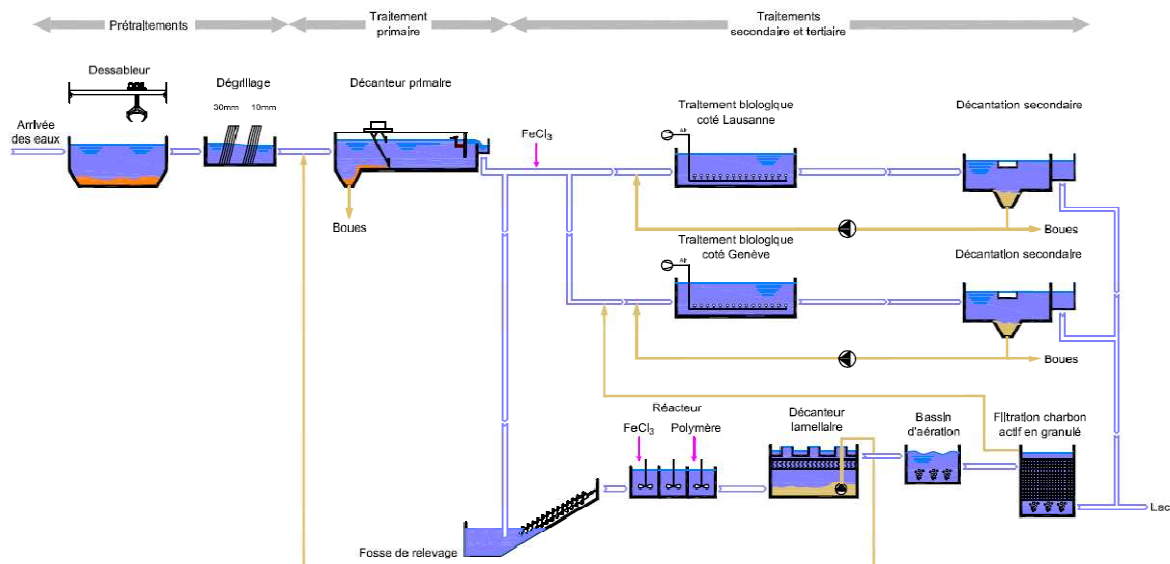 Prétraitements
Traitement
primaire
Traitements
secondaire et tertiaire
Dessableur
Dégrillage
30mm 10mm
Décanteur primaire
Arrivée
des eaux
Boues
FeCl3
Traitement biologique
coté Lausanne
Air
Décantation secondaire
Boues
Traitement biologique
coté Genève
Air
Décantation secondaire
Boues
Fosse de relevage
Réacteur
FeCl3 Polymère
Décanteur
lamellaire
Bassin
d'aération
Filtration charbon
actif en granulé
Lac